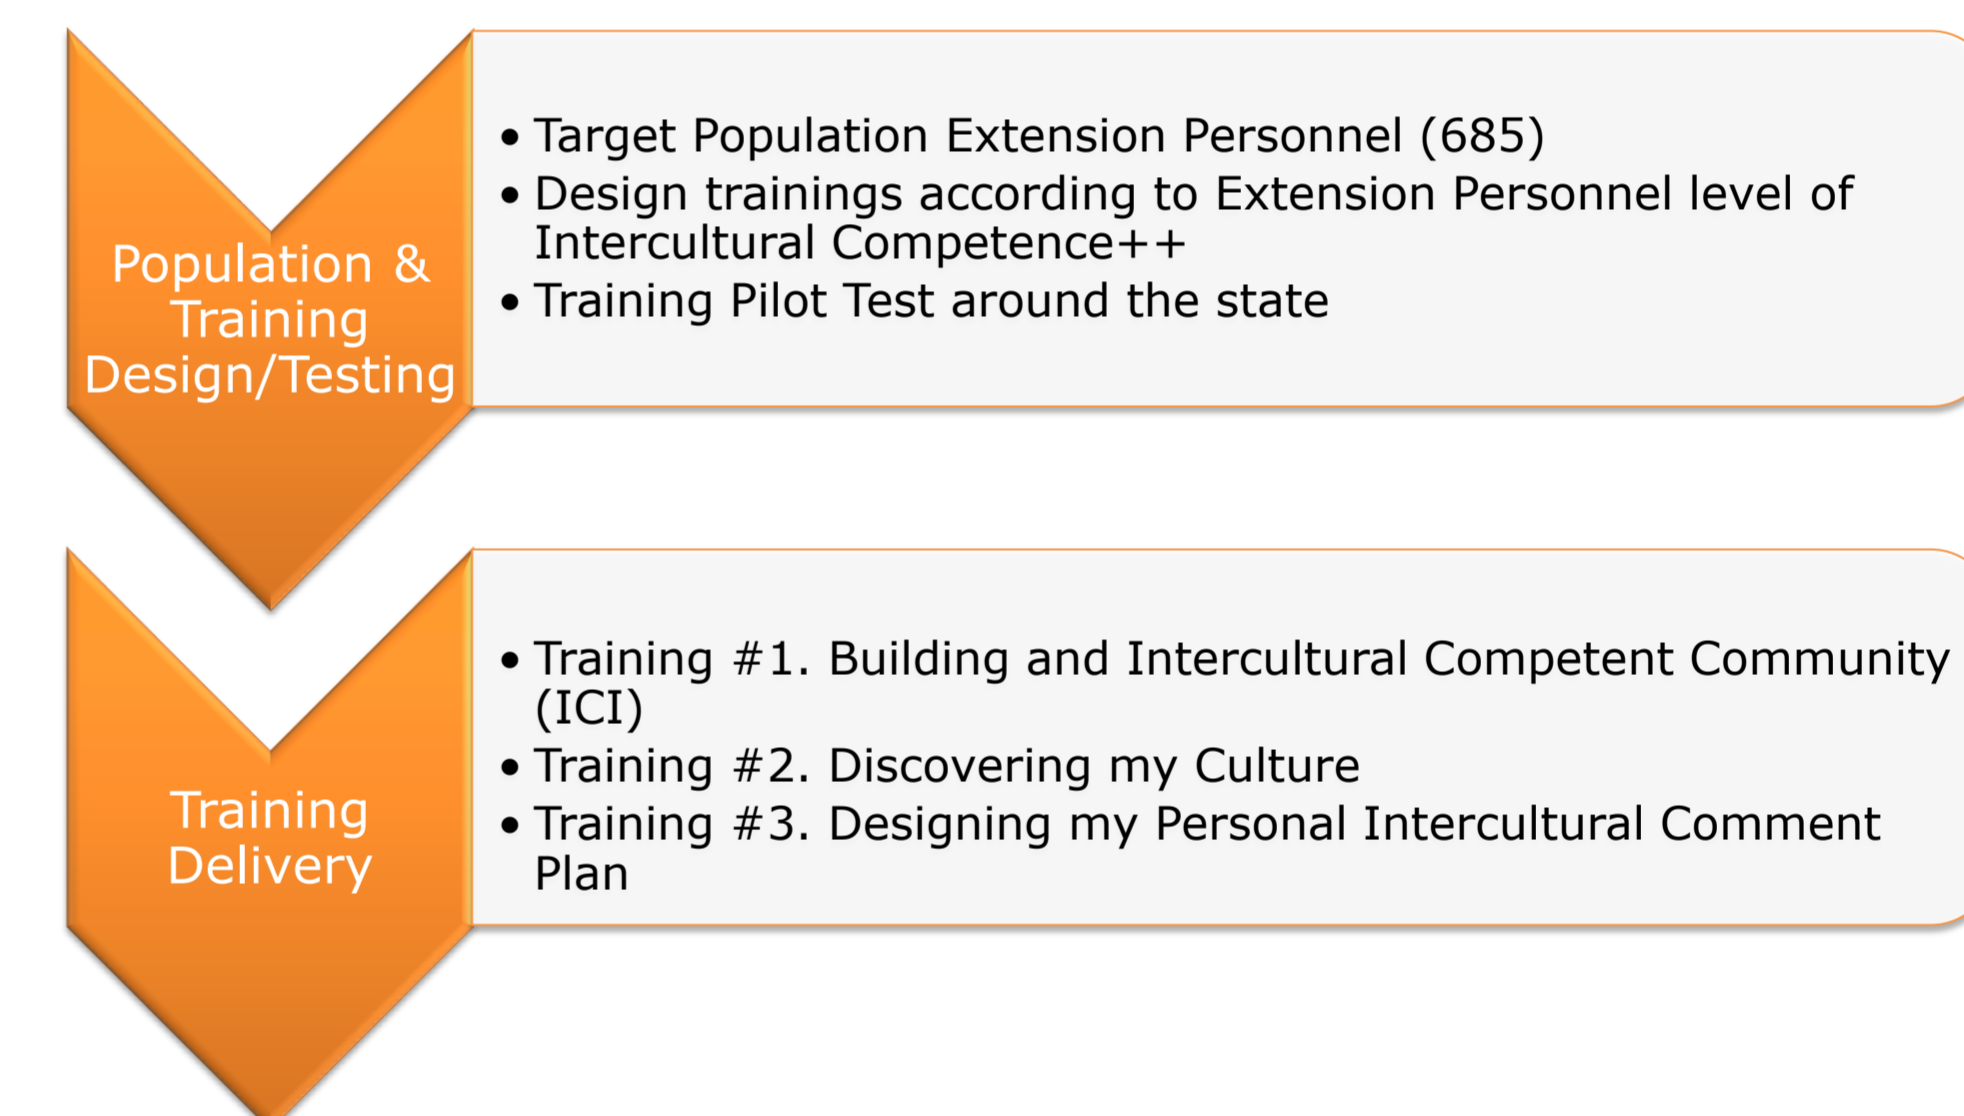 Population &
Training
Design/Testing
• Target Population Extension Personnel (685)
• Design trainings according to Extension Personnel level of
Intercultural Competence++
• Training Pilot Test around the state
Training
Delivery
• Training #1. Building and Intercultural Competent Community
(ICI)
• Training #2. Discovering my Culture
• Training #3. Designing my Personal Intercultural Comment
Plan